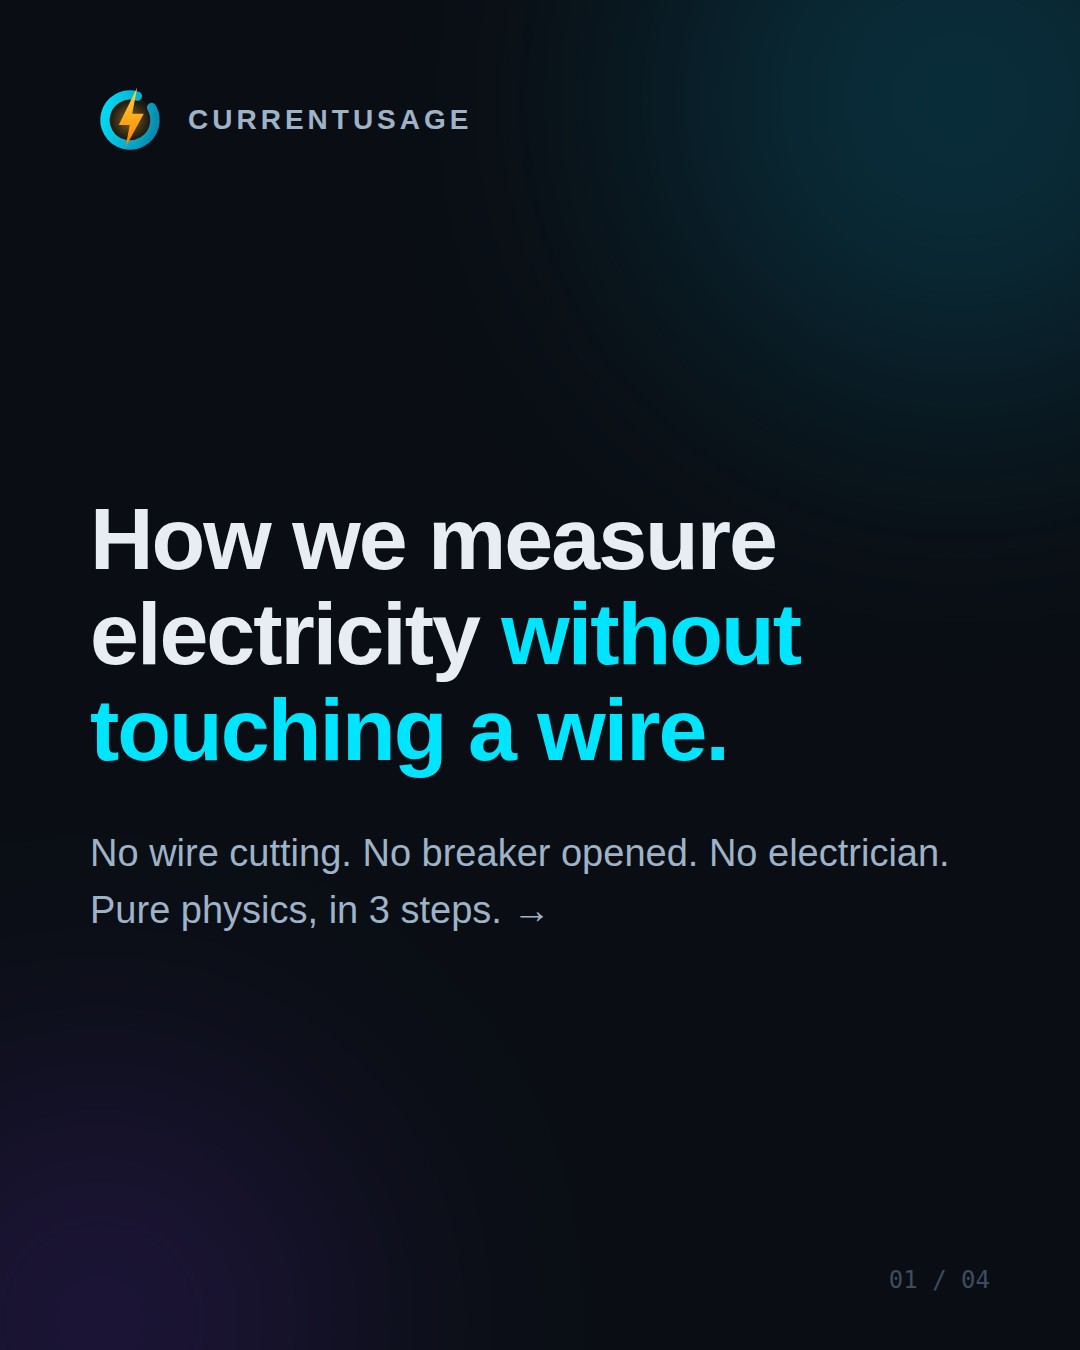 CURRENTUSAGE
How we measure
electricity without
touching a wire.
No wire cutting. No breaker opened. No electrician.
Pure physics, in 3 steps. →
01 / 04